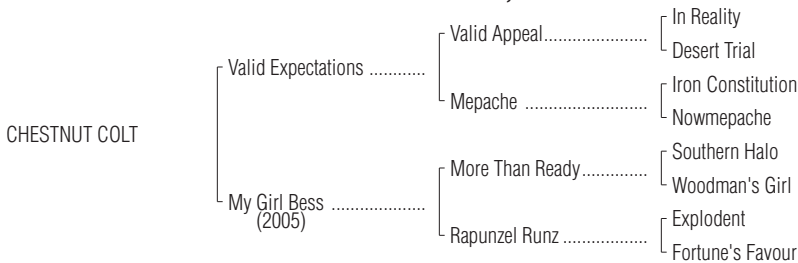 In Reality
Valid Appeal.......................
Desert Trial
Valid Expectations ............
Iron Constitution
Mepache ...........................
Nowmepache
CHESTNUT COLT
Southern Halo
More Than Ready..............
Woodman's Girl
My Girl Bess ....................
(2005)
Explodent
Rapunzel Runz ..................
Fortune's Favour